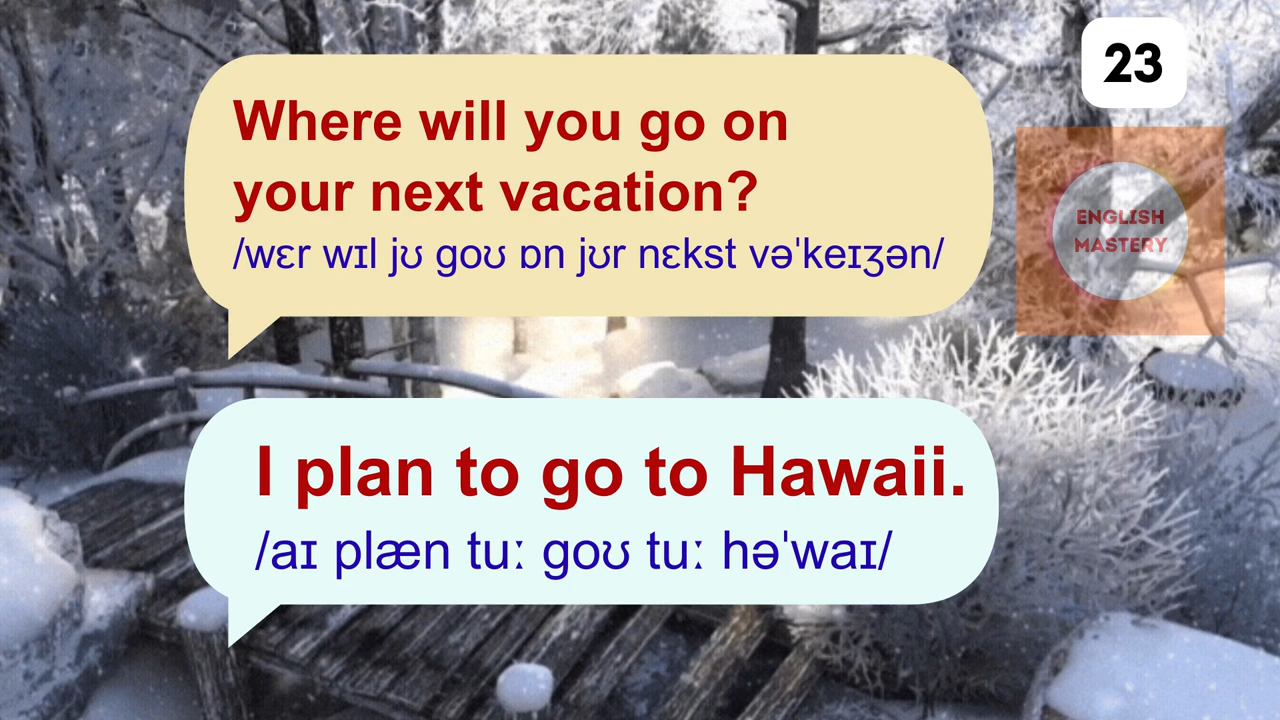 23
Where will you go on
your next vacation?
/wɛr wɪl jʊ goʊ ɒn jʊr nɛkst vəˈkeɪʒən/
ENGLISH
MASTERY
I plan to go to Hawaii.
/aɪ plæn tuː goʊ tuː həˈwaɪ/